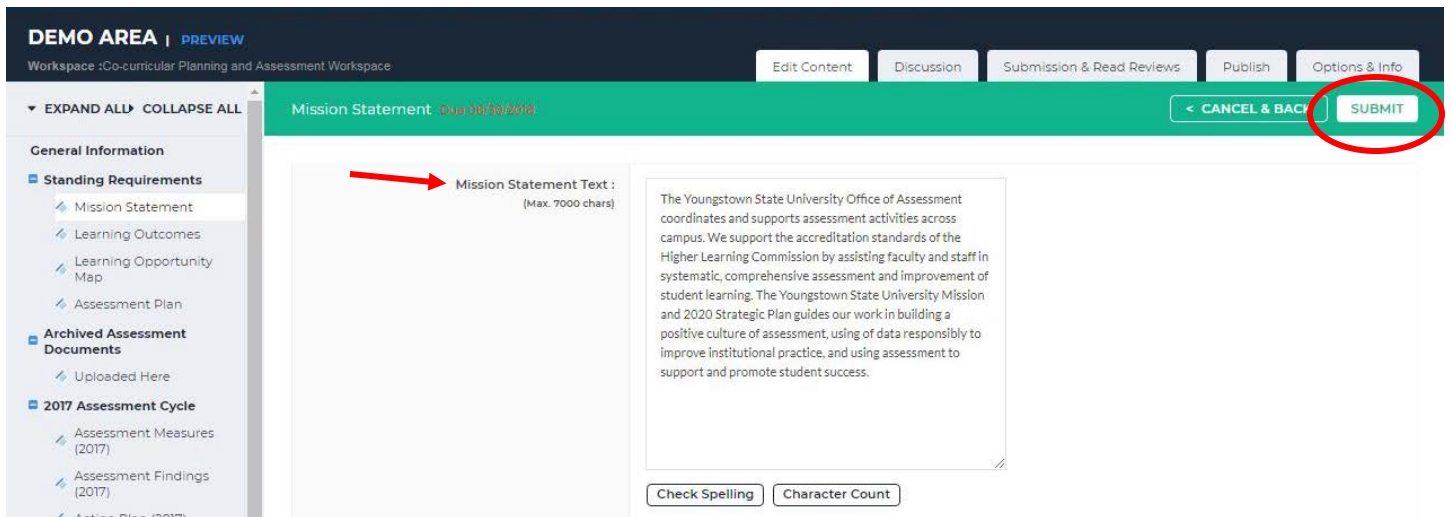 DEMO AREA | PREVIEW
Workspace :Co-curricular Planning and Assessment Workspace
Edit Content
Discussion
Submission & Read Reviews
Publish
Options & Info
EXPAND ALL COLLAPSE ALL
Mission Statement Due
< CANCEL & BACK
SUBMIT
General Information
Standing Requirements
Mission Statement
Learning Outcomes
Learning Opportunity
Map
Assessment Plan
Archived Assessment
Documents
Uploaded Here
2017 Assessment Cycle
Assessment Measures
(2017)
Assessment Findings
(2017)
Action Plan (2017)
Mission Statement Text :
(Max. 7000 chars)
The Youngstown State University Office of Assessment
coordinates and supports assessment activities across
campus. We support the accreditation standards of the
Higher Learning Commission by assisting faculty and staff in
systematic, comprehensive assessment and improvement of
student learning. The Youngstown State University Mission
and 2020 Strategic Plan guides our work in building a
positive culture of assessment, using of data responsibly to
improve institutional practice, and using assessment to
support and promote student success.
Check Spelling
Character Count